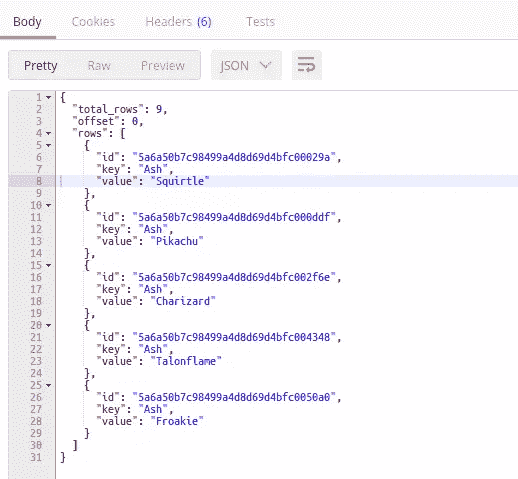 Body Cookies Headers (6) Tests
Pretty Raw Preview JSON
1 {
2 "total_rows": 9,
3 "offset": 0,
4 "rows": [
5 {
6 "id": "5a6a50b7c98499a4d8d69d4bfc00029a",
7 "key": "Ash",
8 "value": "Squirtle"
9 },
10 {
11 "id": "5a6a50b7c98499a4d8d69d4bfc000ddf",
12 "key": "Ash",
13 "value": "Pikachu"
14 },
15 {
16 "id": "5a6a50b7c98499a4d8d69d4bfc002f6e",
17 "key": "Ash",
18 "value": "Charizard"
19 },
20 {
21 "id": "5a6a50b7c98499a4d8d69d4bfc004348",
22 "key": "Ash",
23 "value": "Talonflame"
24 },
25 {
26 "id": "5a6a50b7c98499a4d8d69d4bfc0050a0",
27 "key": "Ash",
28 "value": "Froakie"
29 }
30 ]
31 }